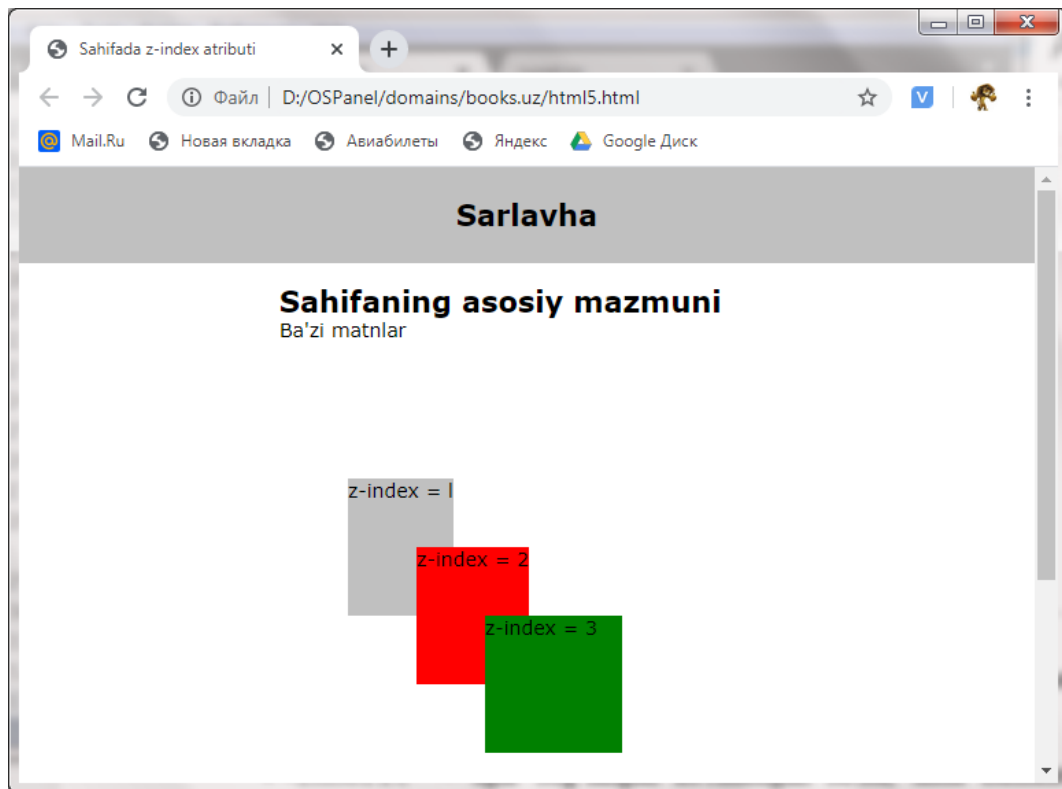 Sahifada z-index atributi
Файл D:/OSPanel/domains/books.uz/html5.html
Mail.Ru Новая вкладка Авиабилеты Яндекс Google Диск
Sarlavha
Sahifaning asosiy mazmuni
Ba'zi matnlar
z-index = l
z-index = 2
z-index = 3